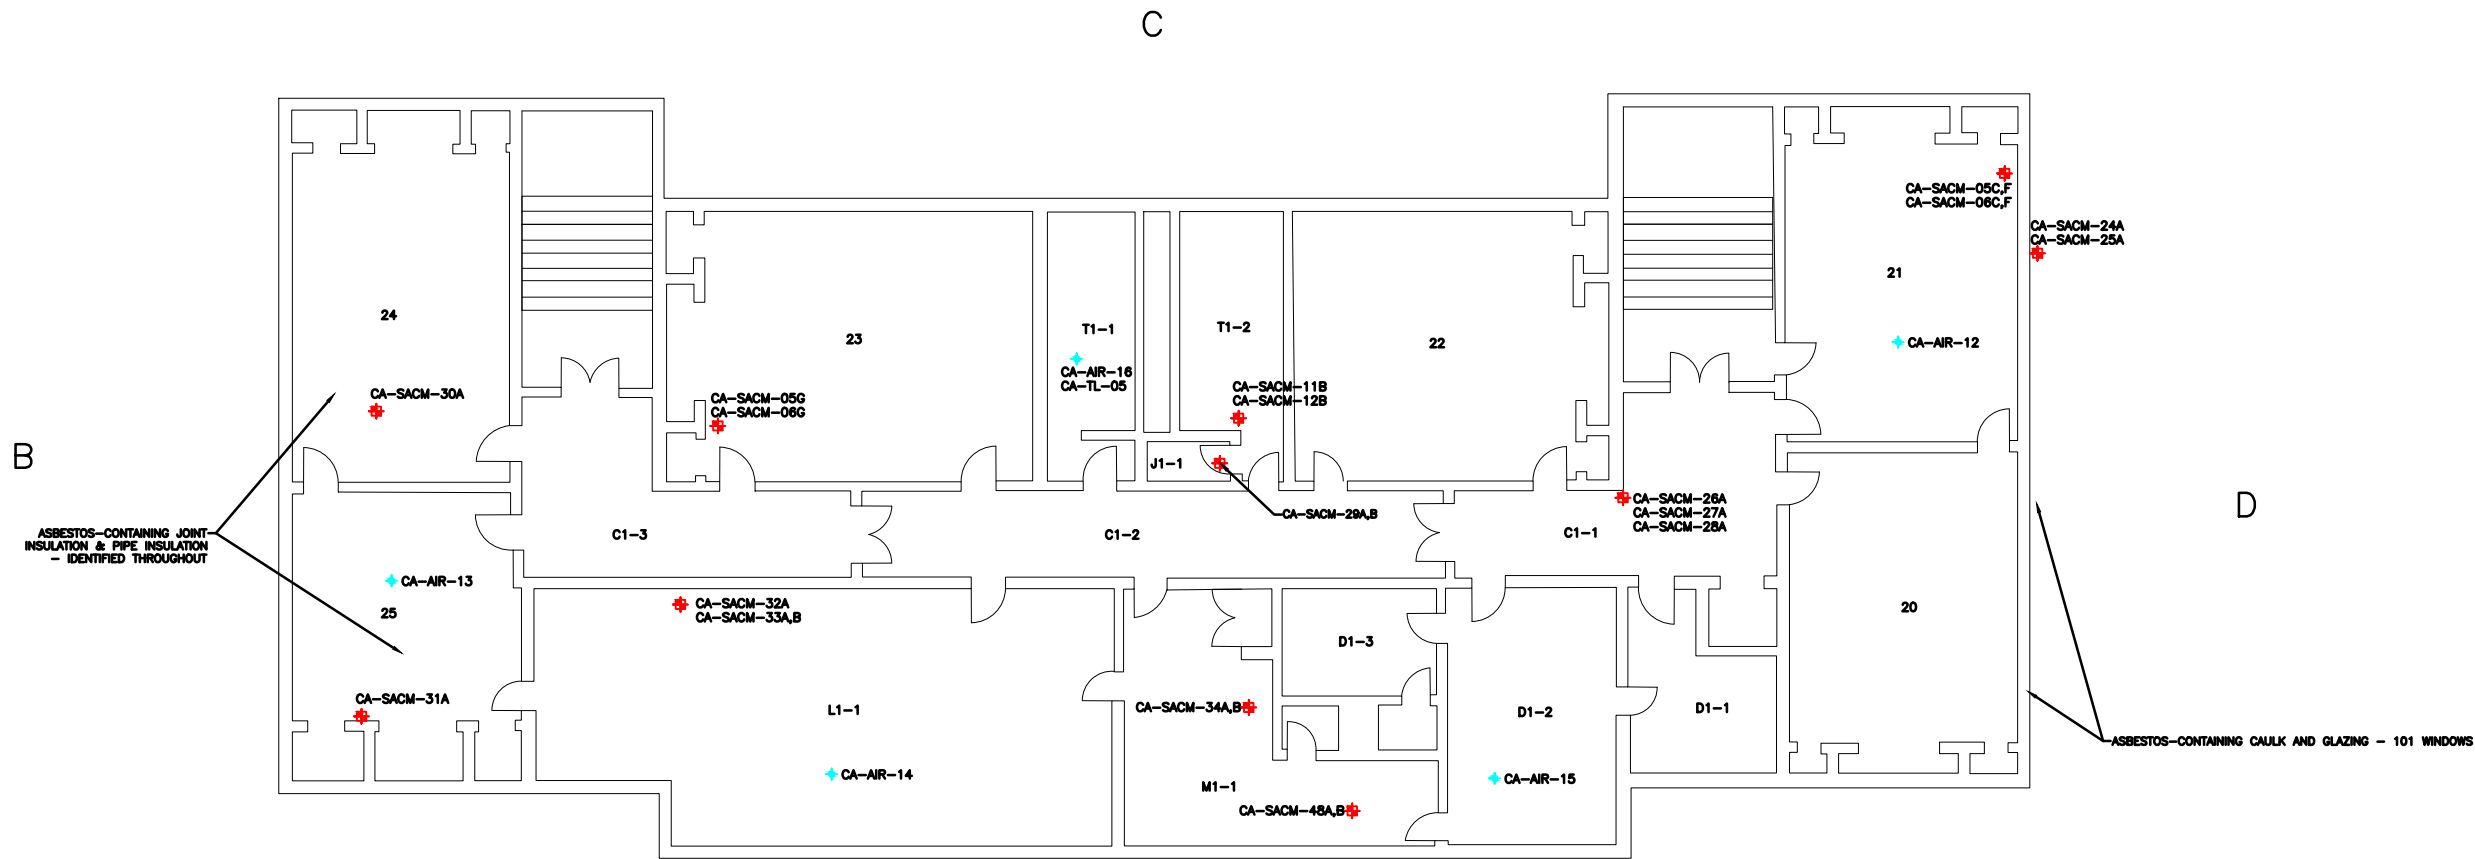 C
CA-SACM-05C,F
CA-SACM-06C,F
CA-SACM-24A
CA-SACM-25A
21
24
T1-1
T1-2
23
22
CA-AIR-12
CA-AIR-16
CA-TL-05
CA-SACM-30A
CA-SACM-05G
CA-SACM-06G
CA-SACM-11B
CA-SACM-12B
B
J1-1
CA-SACM-26A
CA-SACM-27A
CA-SACM-28A
D
CA-SACM-29A,B
ASBESTOS-CONTAINING JOINT
INSULATION & PIPE INSULATION
- IDENTIFIED THROUGHOUT
C1-3
C1-2
C1-1
CA-AIR-13
25
CA-SACM-32A
CA-SACM-33A,B
20
D1-3
CA-SACM-31A
L1-1
CA-SACM-34A,B
D1-2
D1-1
ASBESTOS-CONTAINING CAULK AND GLAZING - 101 WINDOWS
CA-AIR-14
M1-1
CA-AIR-15
CA-SACM-48A,B